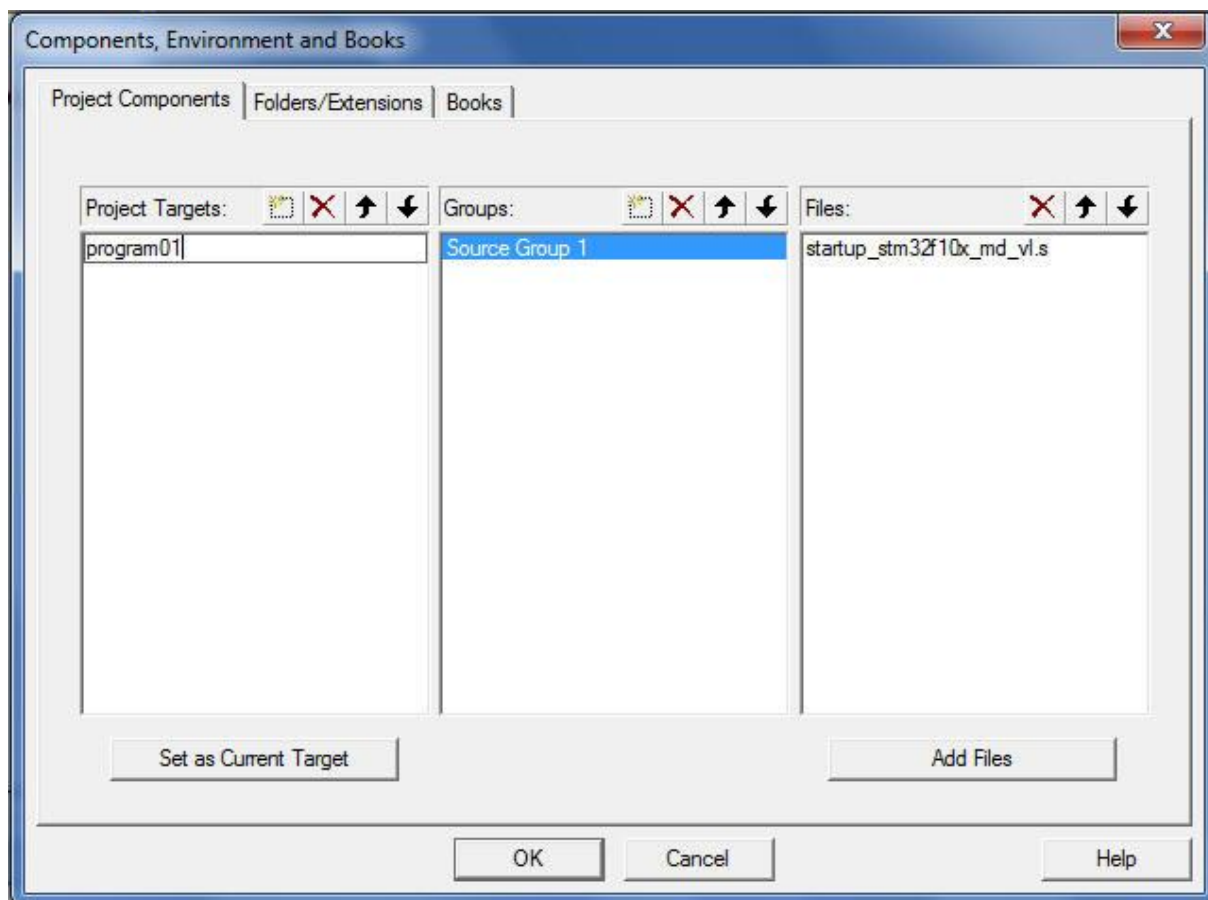 Components, Environment and Books
Project Components Folders/Extensions Books
Project Targets: Groups: Files:
program01 Source Group 1 startup_stm32f10x_md_vl.s
Set as Current Target Add Files
OK Cancel Help